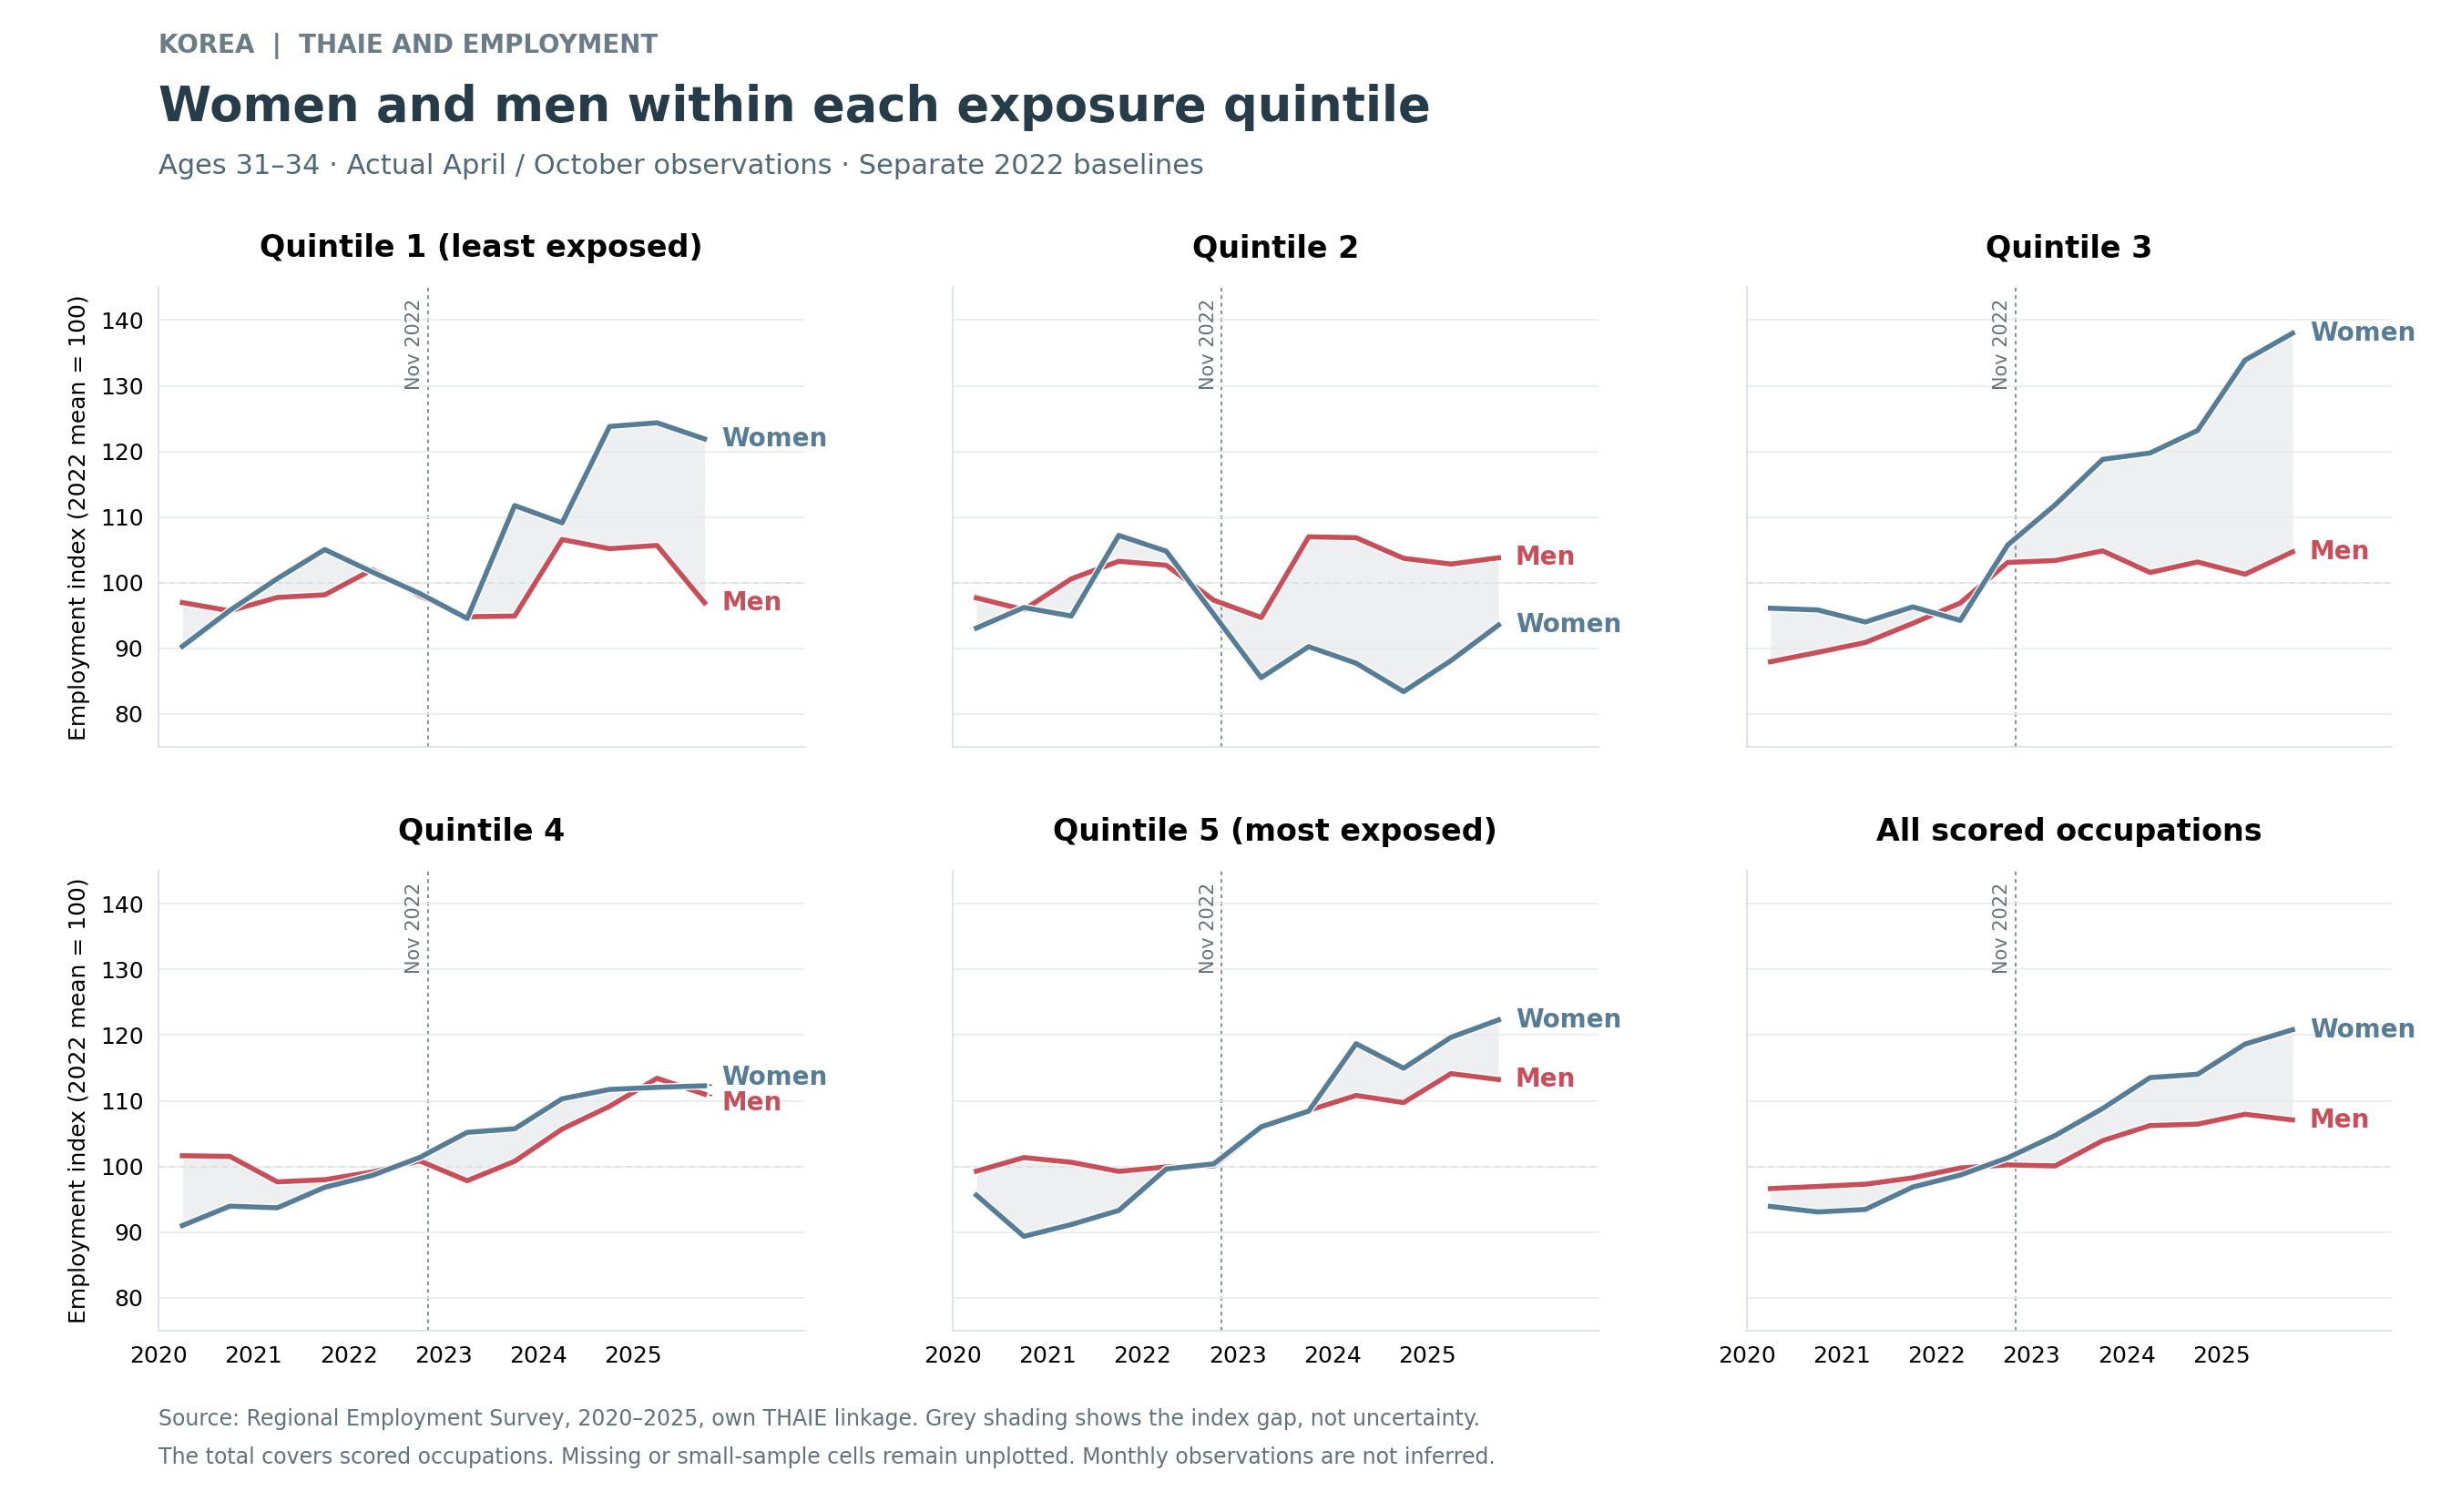 KOREA | THAIE AND EMPLOYMENT
Women and men within each exposure quintile
Ages 31–34 · Actual April / October observations · Separate 2022 baselines
Quintile 1 (least exposed)
Employment index (2022 mean = 100)
140
130
120
110
100
90
80
Nov 2022
Women
Men
Quintile 2
Nov 2022
Men
Women
Quintile 3
Nov 2022
Women
Men
Quintile 4
Employment index (2022 mean = 100)
140
130
120
110
100
90
80
Nov 2022
Women
Men
2020 2021 2022 2023 2024 2025
Quintile 5 (most exposed)
Nov 2022
Women
Men
2020 2021 2022 2023 2024 2025
All scored occupations
Nov 2022
Women
Men
2020 2021 2022 2023 2024 2025
Source: Regional Employment Survey, 2020–2025, own THAIE linkage. Grey shading shows the index gap, not uncertainty.
The total covers scored occupations. Missing or small-sample cells remain unplotted. Monthly observations are not inferred.